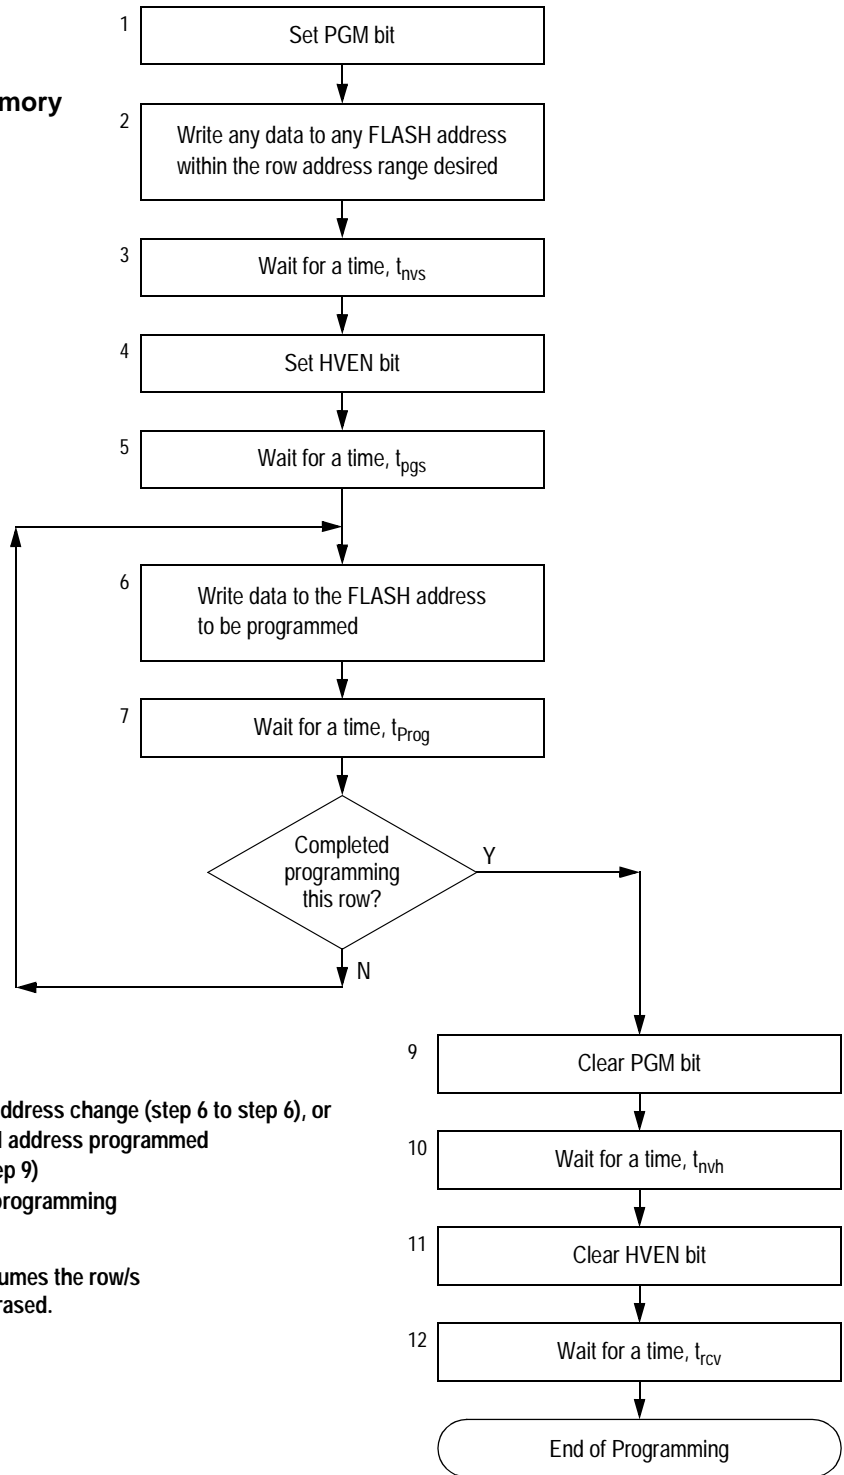 1
Set PGM bit
mory
2
Write any data to any FLASH address
within the row address range desired
3
Wait for a time, tnvs
4
Set HVEN bit
5
Wait for a time, tpgs
6
Write data to the FLASH address
to be programmed
7
Wait for a time, tProg
Completed
programming
this row?
Y
N
9
Clear PGM bit
ddress change (step 6 to step 6), or
address programmed
ep 9)
programming
10
Wait for a time, tnvh
11
Clear HVEN bit
umes the row/s
rased.
12
Wait for a time, trcv
End of Programming